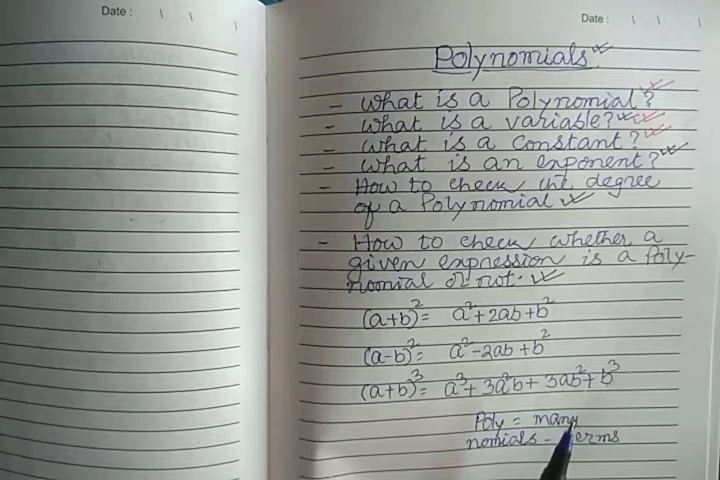 Date :
Date :
Polynomials
- What is a Polynomial?
- What is a variable?
- What is a Constant?
- What is an exponent?
- How to check the degree
of a Polynomial
- How to check whether a
given expression is a Poly-
nomial or not.
(a+b)² = a²+2ab+b²
(a-b)² = a²-2ab+b²
(a+b)³ = a³+3a²b+3ab²+b³
Poly = many
nomials - terms